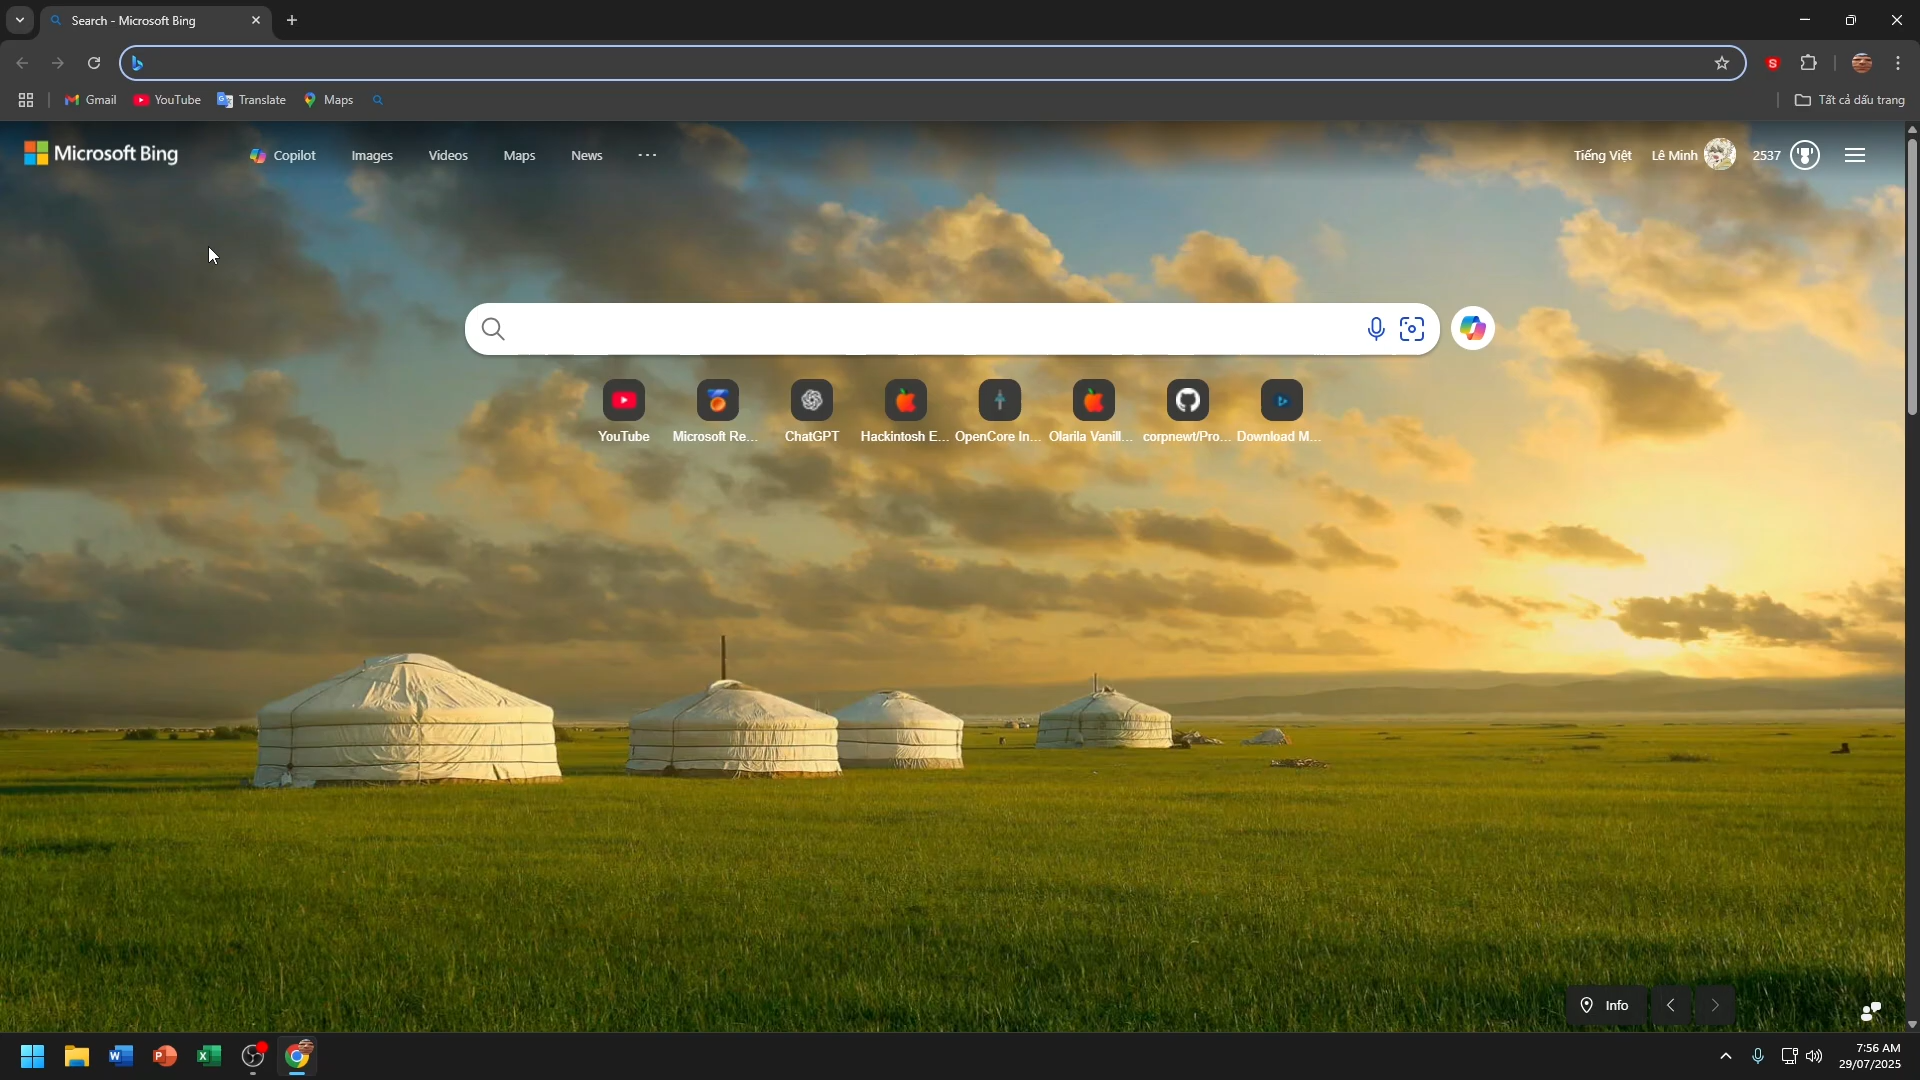 Search - Microsoft Bing
Gmail
YouTube
Translate
Maps
Tất cả dấu trang
Microsoft Bing
Copilot
Images
Videos
Maps
News
Tiếng Việt
Lê Minh
2537
YouTube
Microsoft Re...
ChatGPT
Hackintosh E...
OpenCore In...
Olarila Vanill...
corpnewt/Pro...
Download M...
Info
7:56 AM
29/07/2025